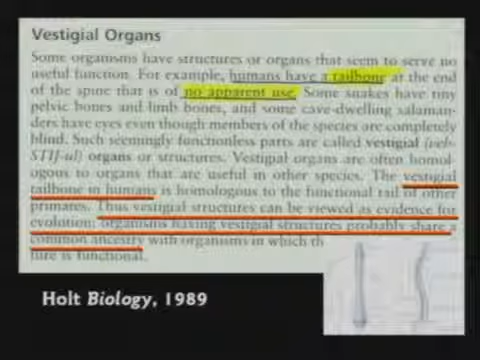 Vestigial Organs
Some organisms have structures or organs that seem to serve no
useful function. For example, humans have a tailbone at the end
of the spine that is of no apparent use. Some snakes have tiny
pelvic bones and limb bones, and some cave-dwelling salaman-
ders have eyes even though members of the species are completely
blind. Such seemingly functionless parts are called vestigial (ves-
STIJ-ul) organs or structures. Vestigial organs are often homol-
ogous to organs that are useful in other species. The vestigial
tailbone in humans is homologous to the functional tail of other
primates. Thus vestigial structures can be viewed as evidence for
evolution: organisms having vestigial structures probably share a
common ancestry with organisms in which th
ture is functional.
Holt Biology, 1989